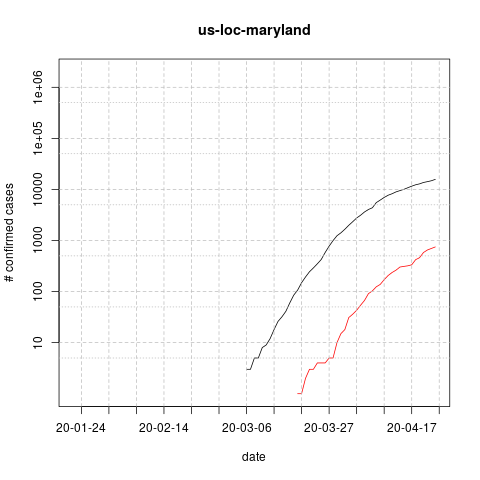 us-loc-maryland
# confirmed cases
1e+06
1e+05
10000
1000
100
10
20-01-24 20-02-14 20-03-06 20-03-27 20-04-17
date